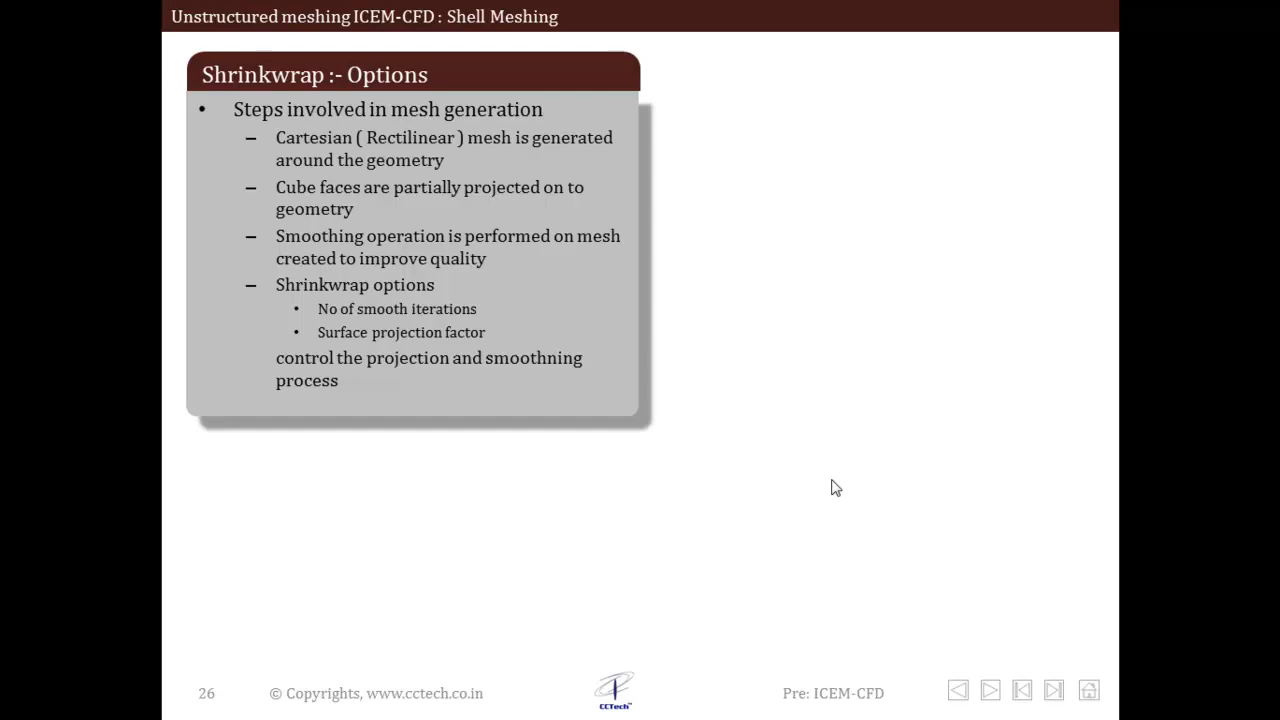 Unstructured meshing ICEM-CFD : Shell Meshing
Shrinkwrap :- Options
• Steps involved in mesh generation
– Cartesian ( Rectilinear ) mesh is generated
around the geometry
– Cube faces are partially projected on to
geometry
– Smoothing operation is performed on mesh
created to improve quality
– Shrinkwrap options
• No of smooth iterations
• Surface projection factor
control the projection and smoothning
process
26
© Copyrights, www.cctech.co.in
CCTech™
Pre: ICEM-CFD